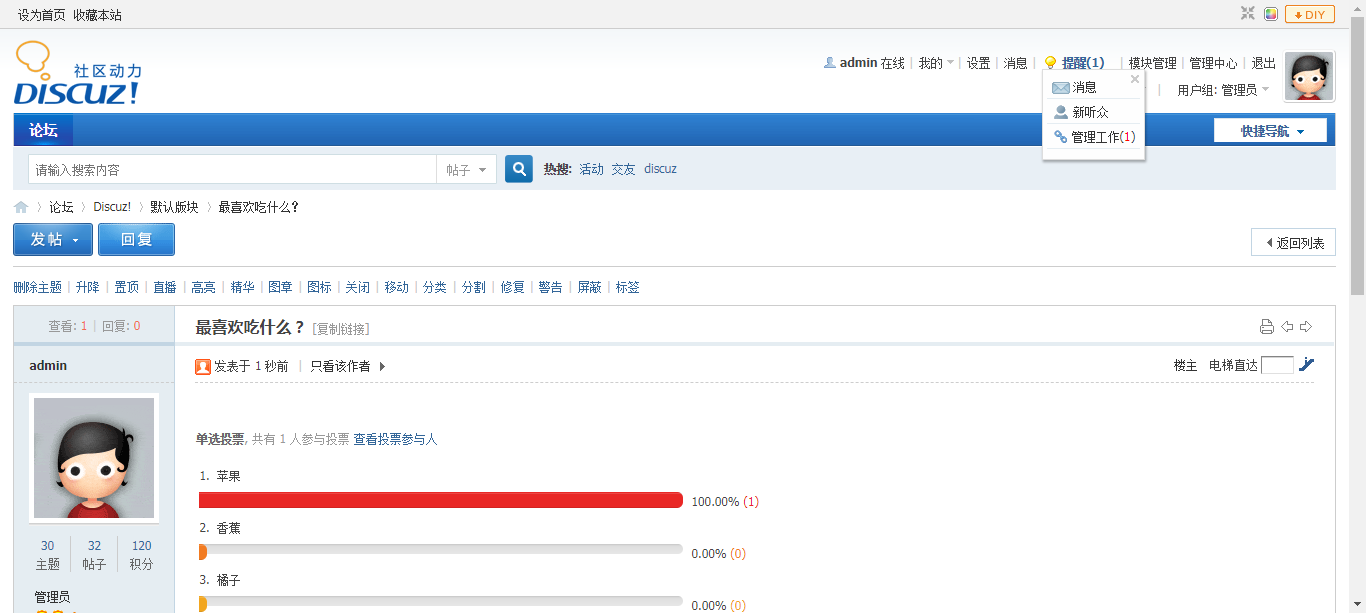 设为首页 收藏本站
DIY
社区动力
DISCUZ!
admin 在线 | 我的 | 设置 | 消息 | 提醒(1) | 模块管理 | 管理中心 | 退出
| 用户组: 管理员
消息
新听众
管理工作(1)
论坛
快捷导航
请输入搜索内容 帖子 热搜: 活动 交友 discuz
论坛 › Discuz! › 默认版块 › 最喜欢吃什么?
发帖 回复
返回列表
删除主题 | 升降 | 置顶 | 直播 | 高亮 | 精华 | 图章 | 图标 | 关闭 | 移动 | 分类 | 分割 | 修复 | 警告 | 屏蔽 | 标签
查看: 1 | 回复: 0
最喜欢吃什么? [复制链接]
admin
发表于 1 秒前 | 只看该作者
楼主 电梯直达
单选投票, 共有 1 人参与投票 查看投票参与人
1. 苹果
100.00% (1)
2. 香蕉
0.00% (0)
3. 橘子
0.00% (0)
30 32 120
主题 帖子 积分
管理员